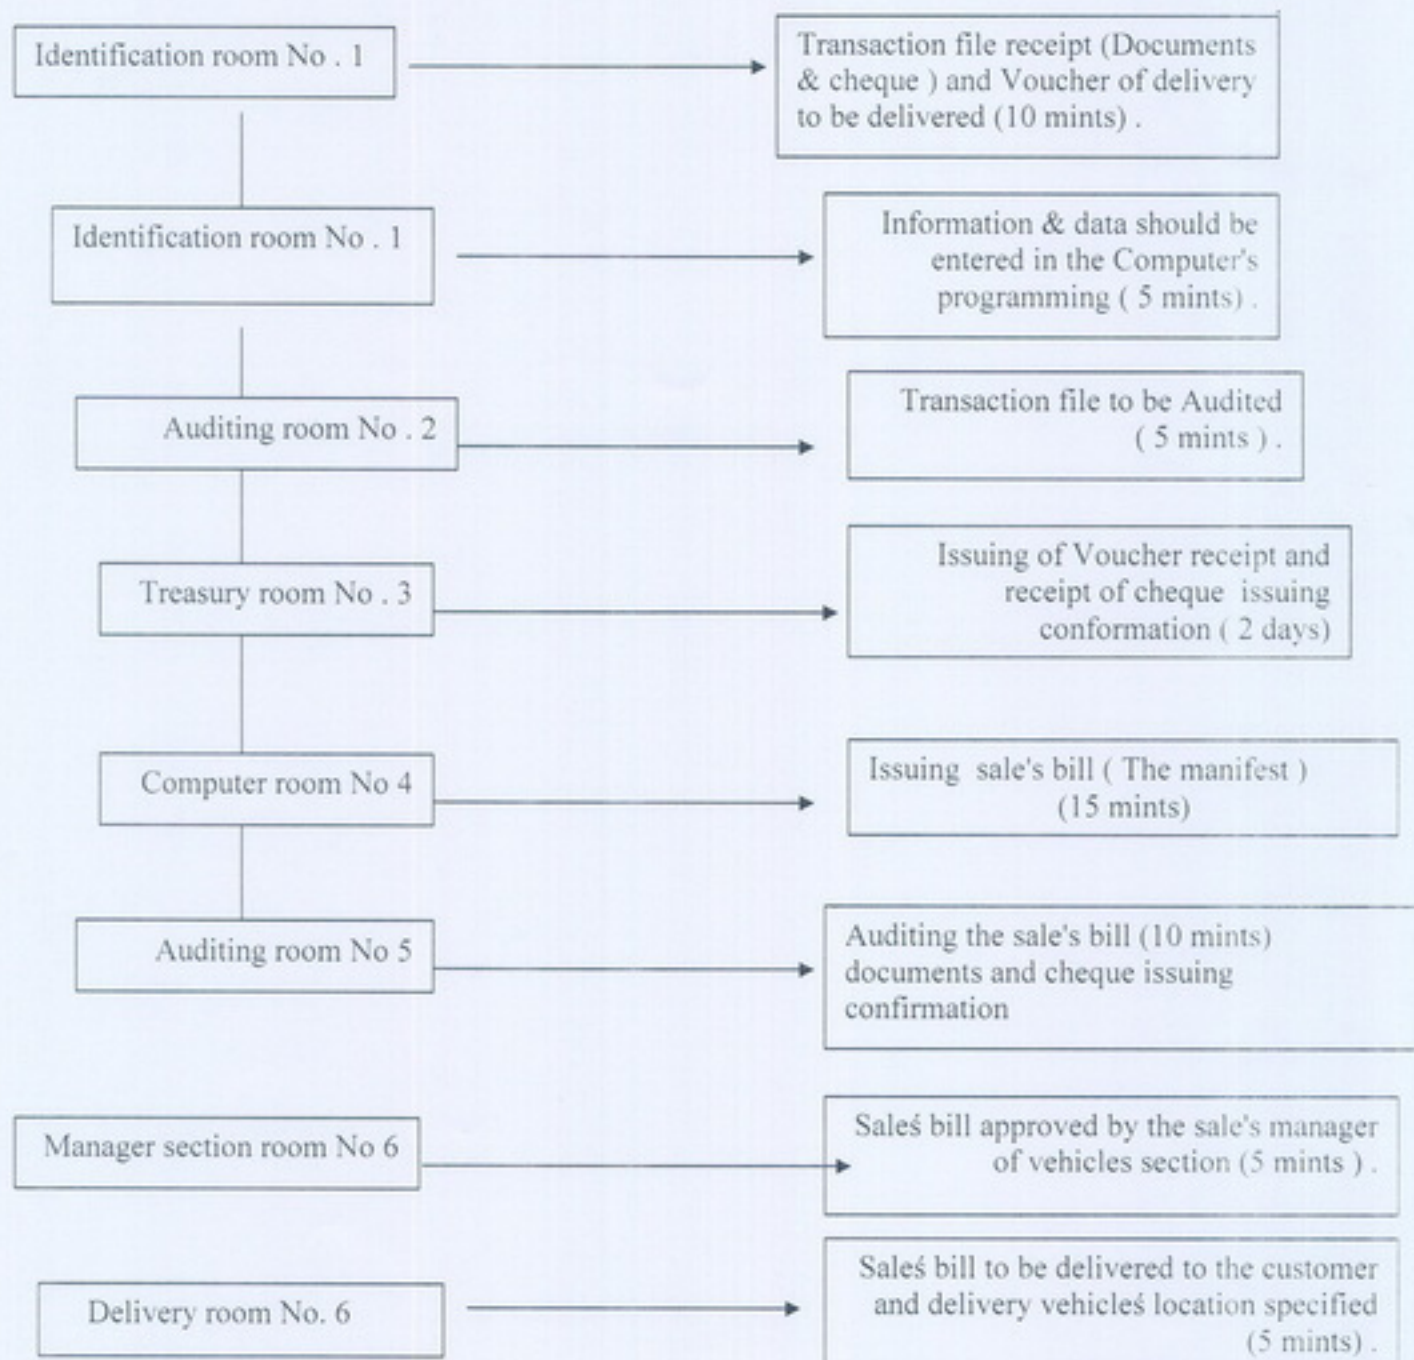 Identification room No . 1
Transaction file receipt (Documents
& cheque ) and Voucher of delivery
to be delivered (10 mints) .
Identification room No . 1
Information & data should be
entered in the Computer's
programming ( 5 mints) .
Auditing room No . 2
Transaction file to be Audited
( 5 mints ) .
Treasury room No . 3
Issuing of Voucher receipt and
receipt of cheque issuing
conformation ( 2 days)
Computer room No 4
Issuing sale's bill ( The manifest )
(15 mints)
Auditing room No 5
Auditing the sale's bill (10 mints)
documents and cheque issuing
confirmation
Manager section room No 6
Saleś bill approved by the sale's manager
of vehicles section (5 mints ) .
Delivery room No. 6
Saleś bill to be delivered to the customer
and delivery vehicleś location specified
(5 mints) .